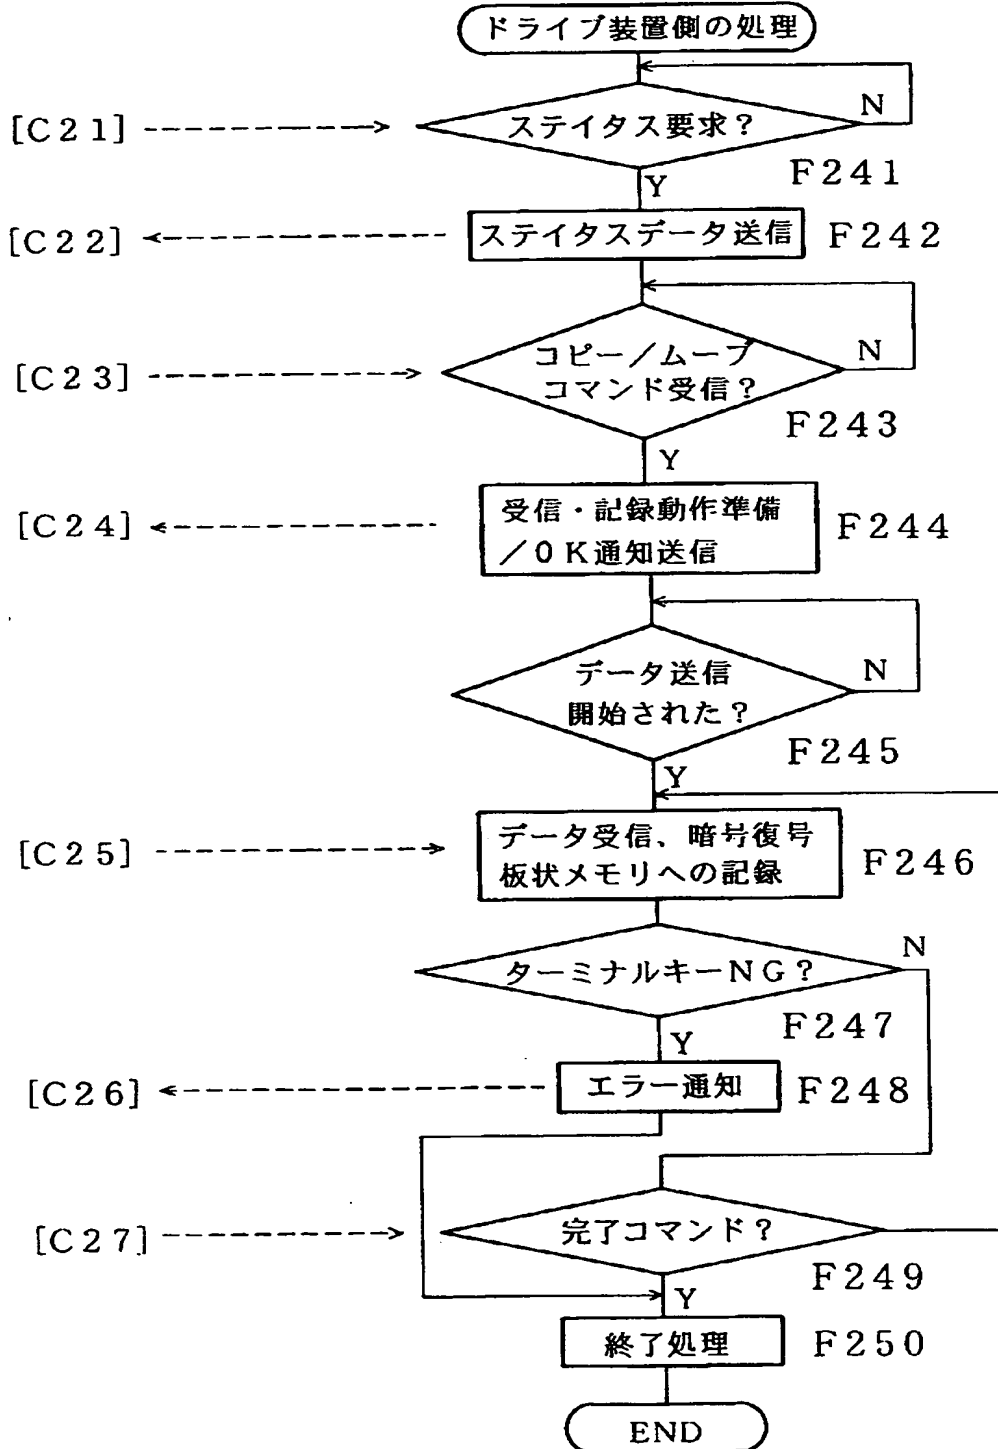 ドライブ装置側の処理
N
[C21]
ステイタス要求？
F241
Y
[C22]
ステイタスデータ送信
F242
[C23]
コピー／ムーブ
コマンド受信？
N
F243
Y
[C24]
受信・記録動作準備
／OK通知送信
F244
データ送信
開始された？
N
F245
Y
[C25]
データ受信、暗号復号
板状メモリへの記録
F246
N
ターミナルキーNG？
F247
Y
[C26]
エラー通知
F248
[C27]
完了コマンド？
F249
Y
終了処理
F250
END